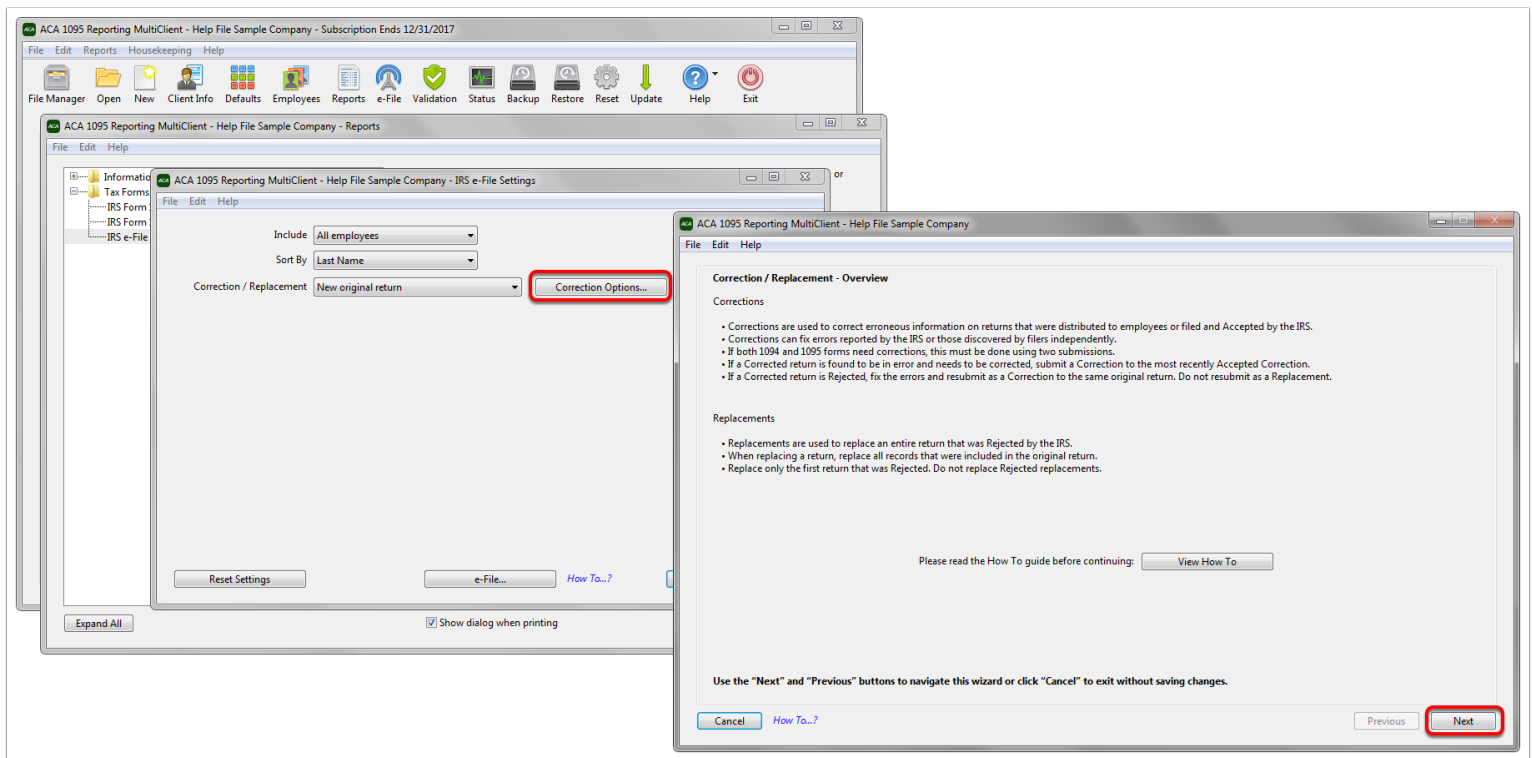 ACA 1095 Reporting MultiClient - Help File Sample Company - Subscription Ends 12/31/2017
File Edit Reports Housekeeping Help
File Manager Open New Client Info Defaults Employees Reports e-File Validation Status Backup Restore Reset Update Help Exit
ACA 1095 Reporting MultiClient - Help File Sample Company - Reports
File Edit Help
Informatio
or
Tax Forms
IRS Form
IRS Form
IRS e-File
Expand All
Show dialog when printing
ACA 1095 Reporting MultiClient - Help File Sample Company - IRS e-File Settings
File Edit Help
Include All employees
Sort By Last Name
Correction / Replacement New original return Correction Options...
Reset Settings e-File... How To...?
ACA 1095 Reporting MultiClient - Help File Sample Company
File Edit Help
Correction / Replacement - Overview
Corrections
• Corrections are used to correct erroneous information on returns that were distributed to employees or filed and Accepted by the IRS.
• Corrections can fix errors reported by the IRS or those discovered by filers independently.
• If both 1094 and 1095 forms need corrections, this must be done using two submissions.
• If a Corrected return is found to be in error and needs to be corrected, submit a Correction to the most recently Accepted Correction.
• If a Corrected return is Rejected, fix the errors and resubmit as a Correction to the same original return. Do not resubmit as a Replacement.
Replacements
• Replacements are used to replace an entire return that was Rejected by the IRS.
• When replacing a return, replace all records that were included in the original return.
• Replace only the first return that was Rejected. Do not replace Rejected replacements.
Please read the How To guide before continuing: View How To
Use the "Next" and "Previous" buttons to navigate this wizard or click "Cancel" to exit without saving changes.
Cancel How To...? Previous Next